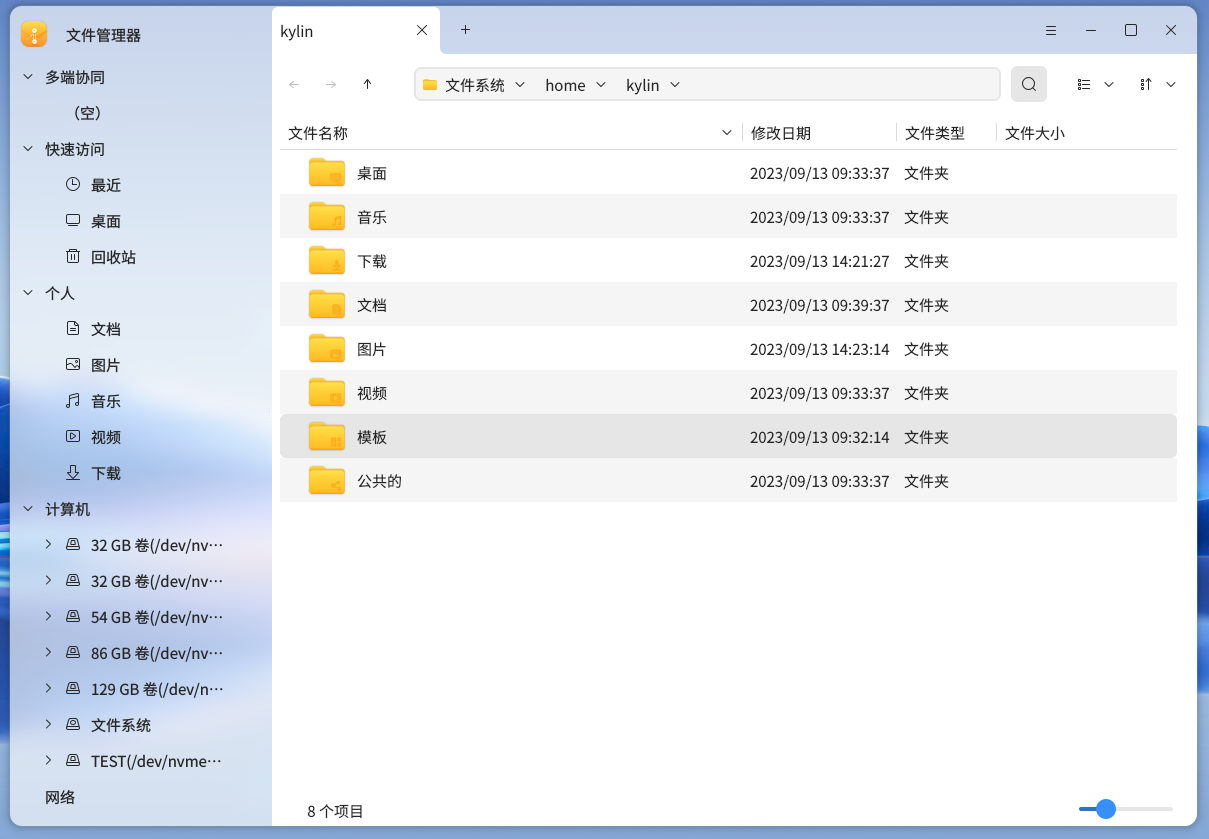 文件管理器
多端协同
（空）
快速访问
最近
桌面
回收站
个人
文档
图片
音乐
视频
下载
计算机
32 GB 卷(/dev/nv···
32 GB 卷(/dev/nv···
54 GB 卷(/dev/nv···
86 GB 卷(/dev/nv···
129 GB 卷(/dev/n···
文件系统
TEST(/dev/nvme···
网络
kylin
文件系统 home kylin
文件名称 修改日期 文件类型 文件大小
桌面 2023/09/13 09:33:37 文件夹
音乐 2023/09/13 09:33:37 文件夹
下载 2023/09/13 14:21:27 文件夹
文档 2023/09/13 09:39:37 文件夹
图片 2023/09/13 14:23:14 文件夹
视频 2023/09/13 09:33:37 文件夹
模板 2023/09/13 09:32:14 文件夹
公共的 2023/09/13 09:33:37 文件夹
8 个项目